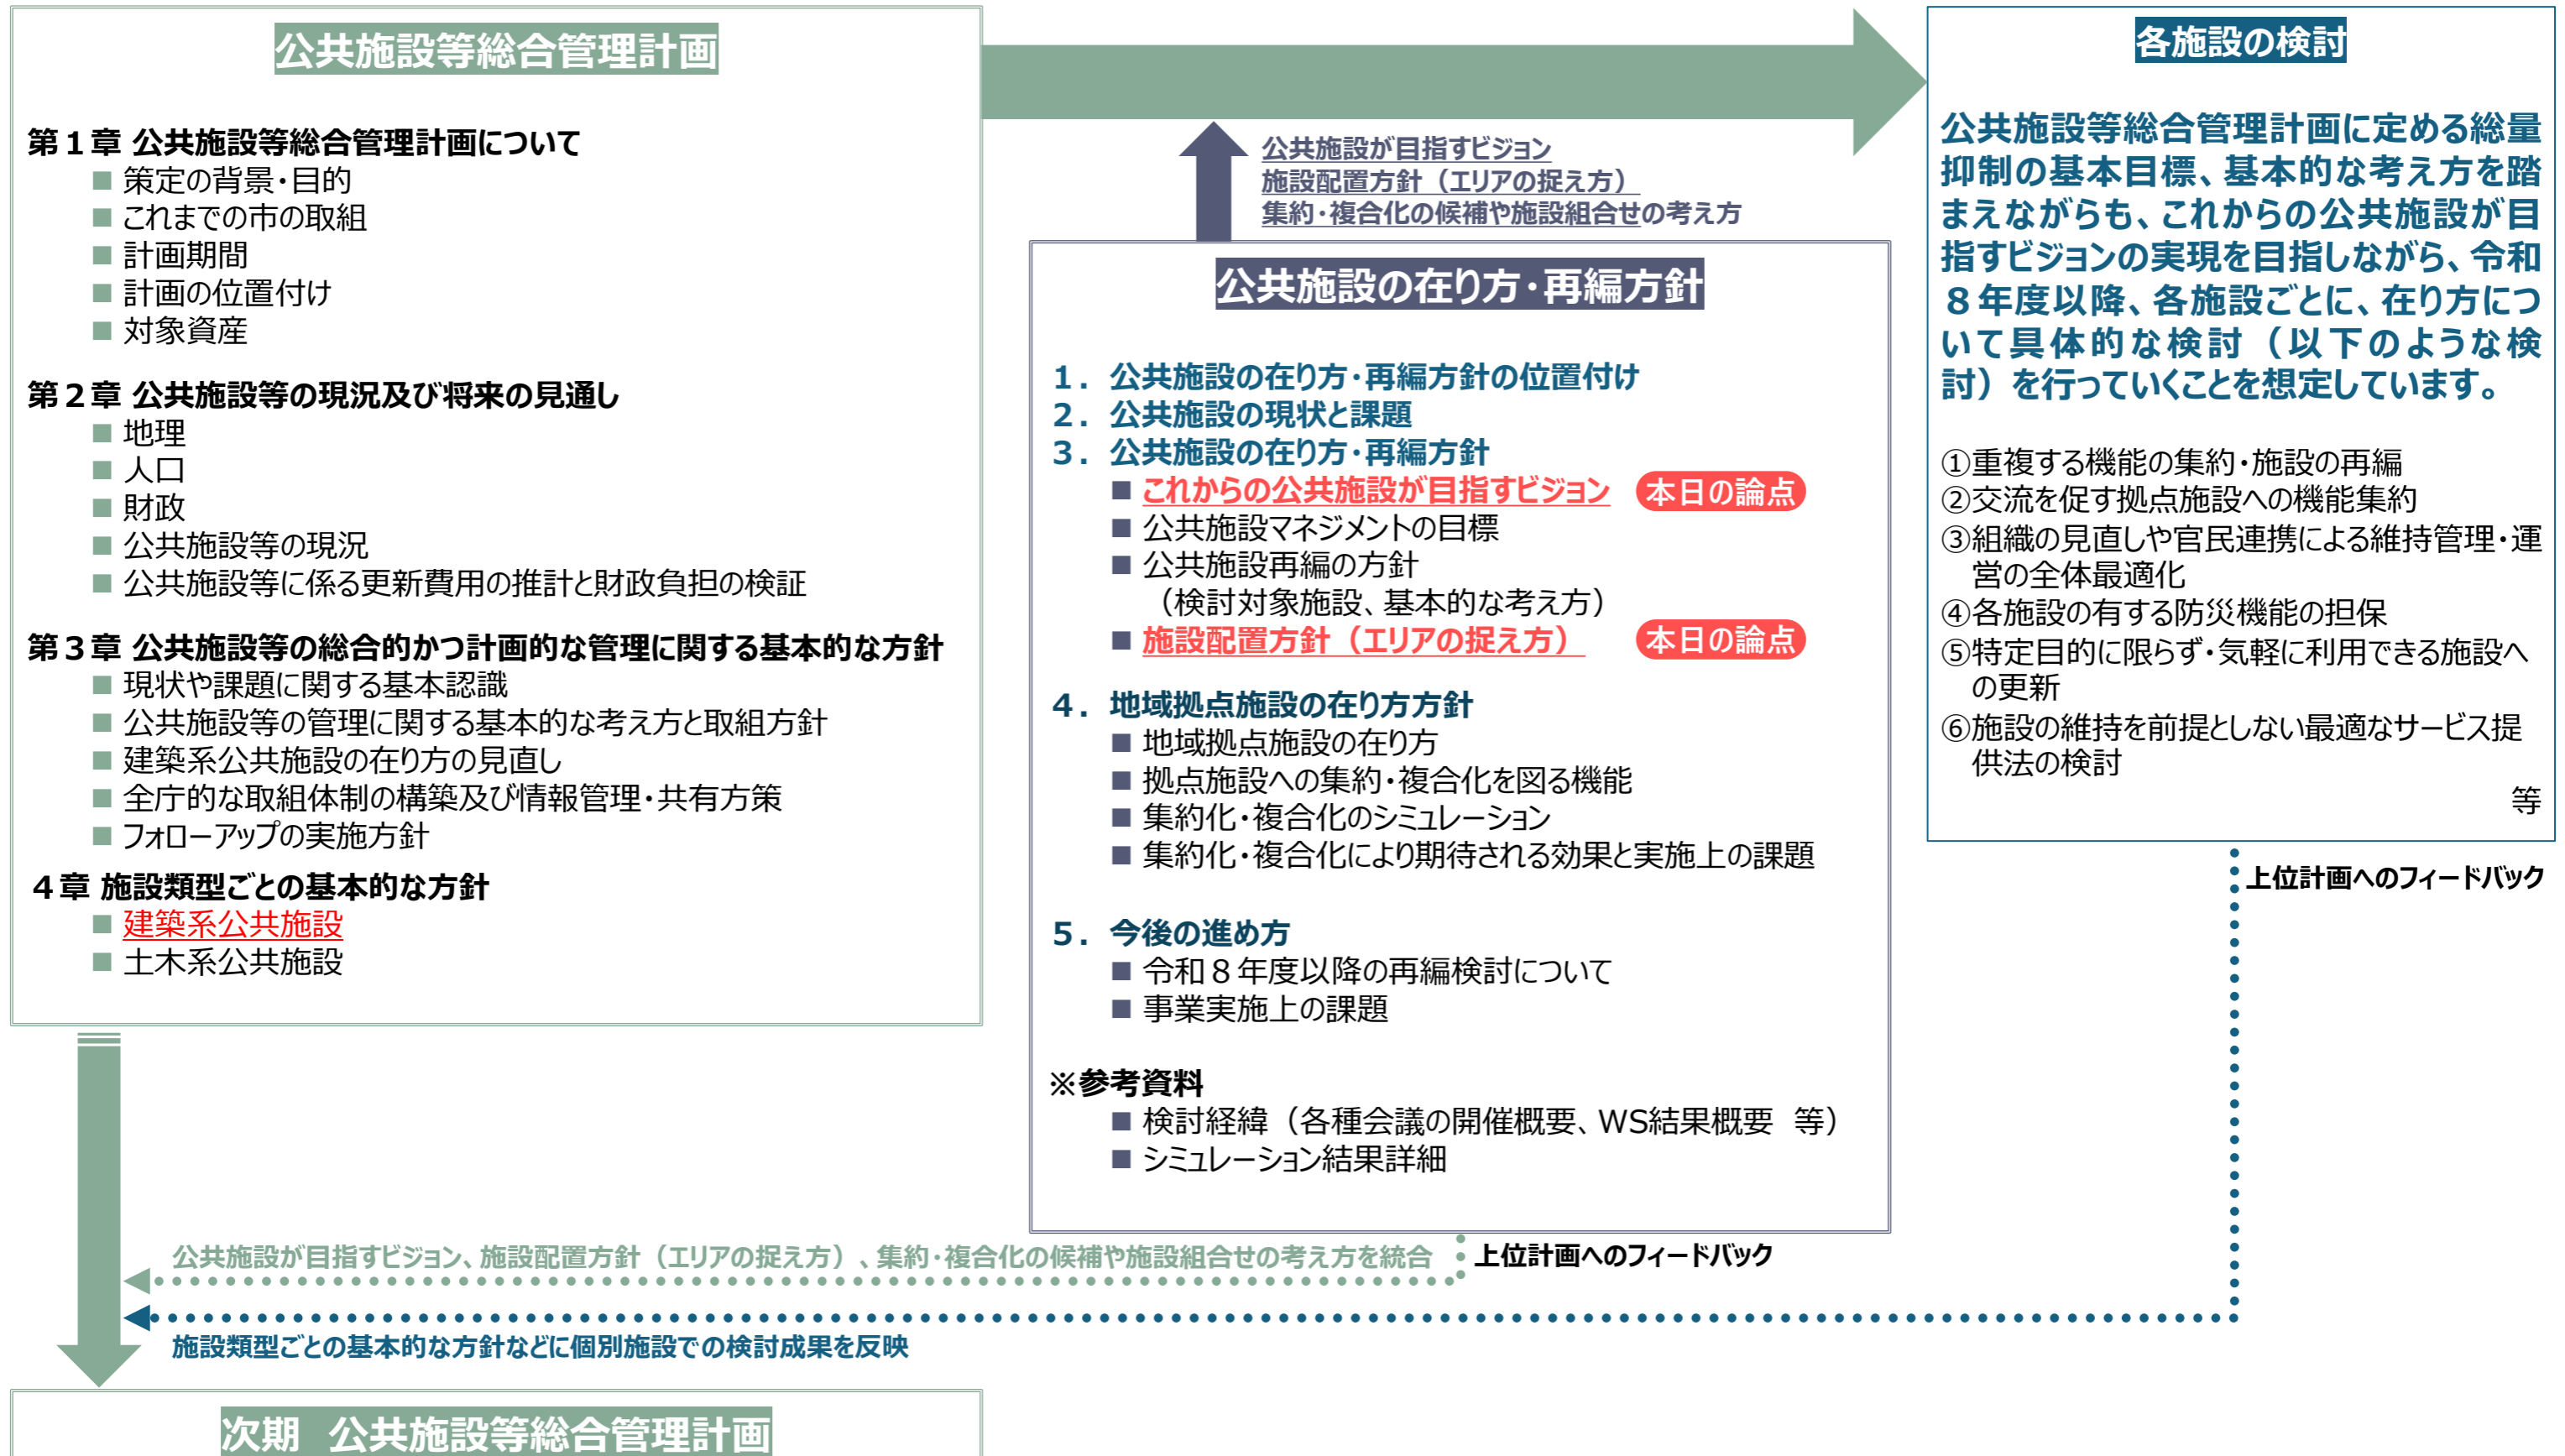 公共施設等総合管理計画
第１章 公共施設等総合管理計画について
■ 策定の背景・目的
■ これまでの市の取組
■ 計画期間
■ 計画の位置付け
■ 対象資産
第２章 公共施設等の現況及び将来の見通し
■ 地理
■ 人口
■ 財政
■ 公共施設等の現況
■ 公共施設等に係る更新費用の推計と財政負担の検証
第３章 公共施設等の総合的かつ計画的な管理に関する基本的な方針
■ 現状や課題に関する基本認識
■ 公共施設等の管理に関する基本的な考え方と取組方針
■ 建築系公共施設の在り方の見直し
■ 全庁的な取組体制の構築及び情報管理・共有方策
■ フォローアップの実施方針
４章 施設類型ごとの基本的な方針
■ 建築系公共施設
■ 土木系公共施設
公共施設が目指すビジョン
施設配置方針（エリアの捉え方）
集約・複合化の候補や施設組合せの考え方
公共施設の在り方・再編方針
１．公共施設の在り方・再編方針の位置付け
２．公共施設の現状と課題
３．公共施設の在り方・再編方針
■ これからの公共施設が目指すビジョン 本日の論点
■ 公共施設マネジメントの目標
■ 公共施設再編の方針
（検討対象施設、基本的な考え方）
■ 施設配置方針（エリアの捉え方） 本日の論点
４．地域拠点施設の在り方方針
■ 地域拠点施設の在り方
■ 拠点施設への集約・複合化を図る機能
■ 集約化・複合化のシミュレーション
■ 集約化・複合化により期待される効果と実施上の課題
５．今後の進め方
■ 令和８年度以降の再編検討について
■ 事業実施上の課題
※参考資料
■ 検討経緯（各種会議の開催概要、WS結果概要 等）
■ シミュレーション結果詳細
各施設の検討
公共施設等総合管理計画に定める総量
抑制の基本目標、基本的な考え方を踏
まえながらも、これからの公共施設が目
指すビジョンの実現を目指しながら、令和
８年度以降、各施設ごとに、在り方につ
いて具体的な検討（以下のような検
討）を行っていくことを想定しています。
①重複する機能の集約・施設の再編
②交流を促す拠点施設への機能集約
③組織の見直しや官民連携による維持管理・運
営の全体最適化
④各施設の有する防災機能の担保
⑤特定目的に限らず・気軽に利用できる施設へ
の更新
⑥施設の維持を前提としない最適なサービス提
供法の検討
等
上位計画へのフィードバック
公共施設が目指すビジョン、施設配置方針（エリアの捉え方）、集約・複合化の候補や施設組合せの考え方を統合
上位計画へのフィードバック
施設類型ごとの基本的な方針などに個別施設での検討成果を反映
次期 公共施設等総合管理計画